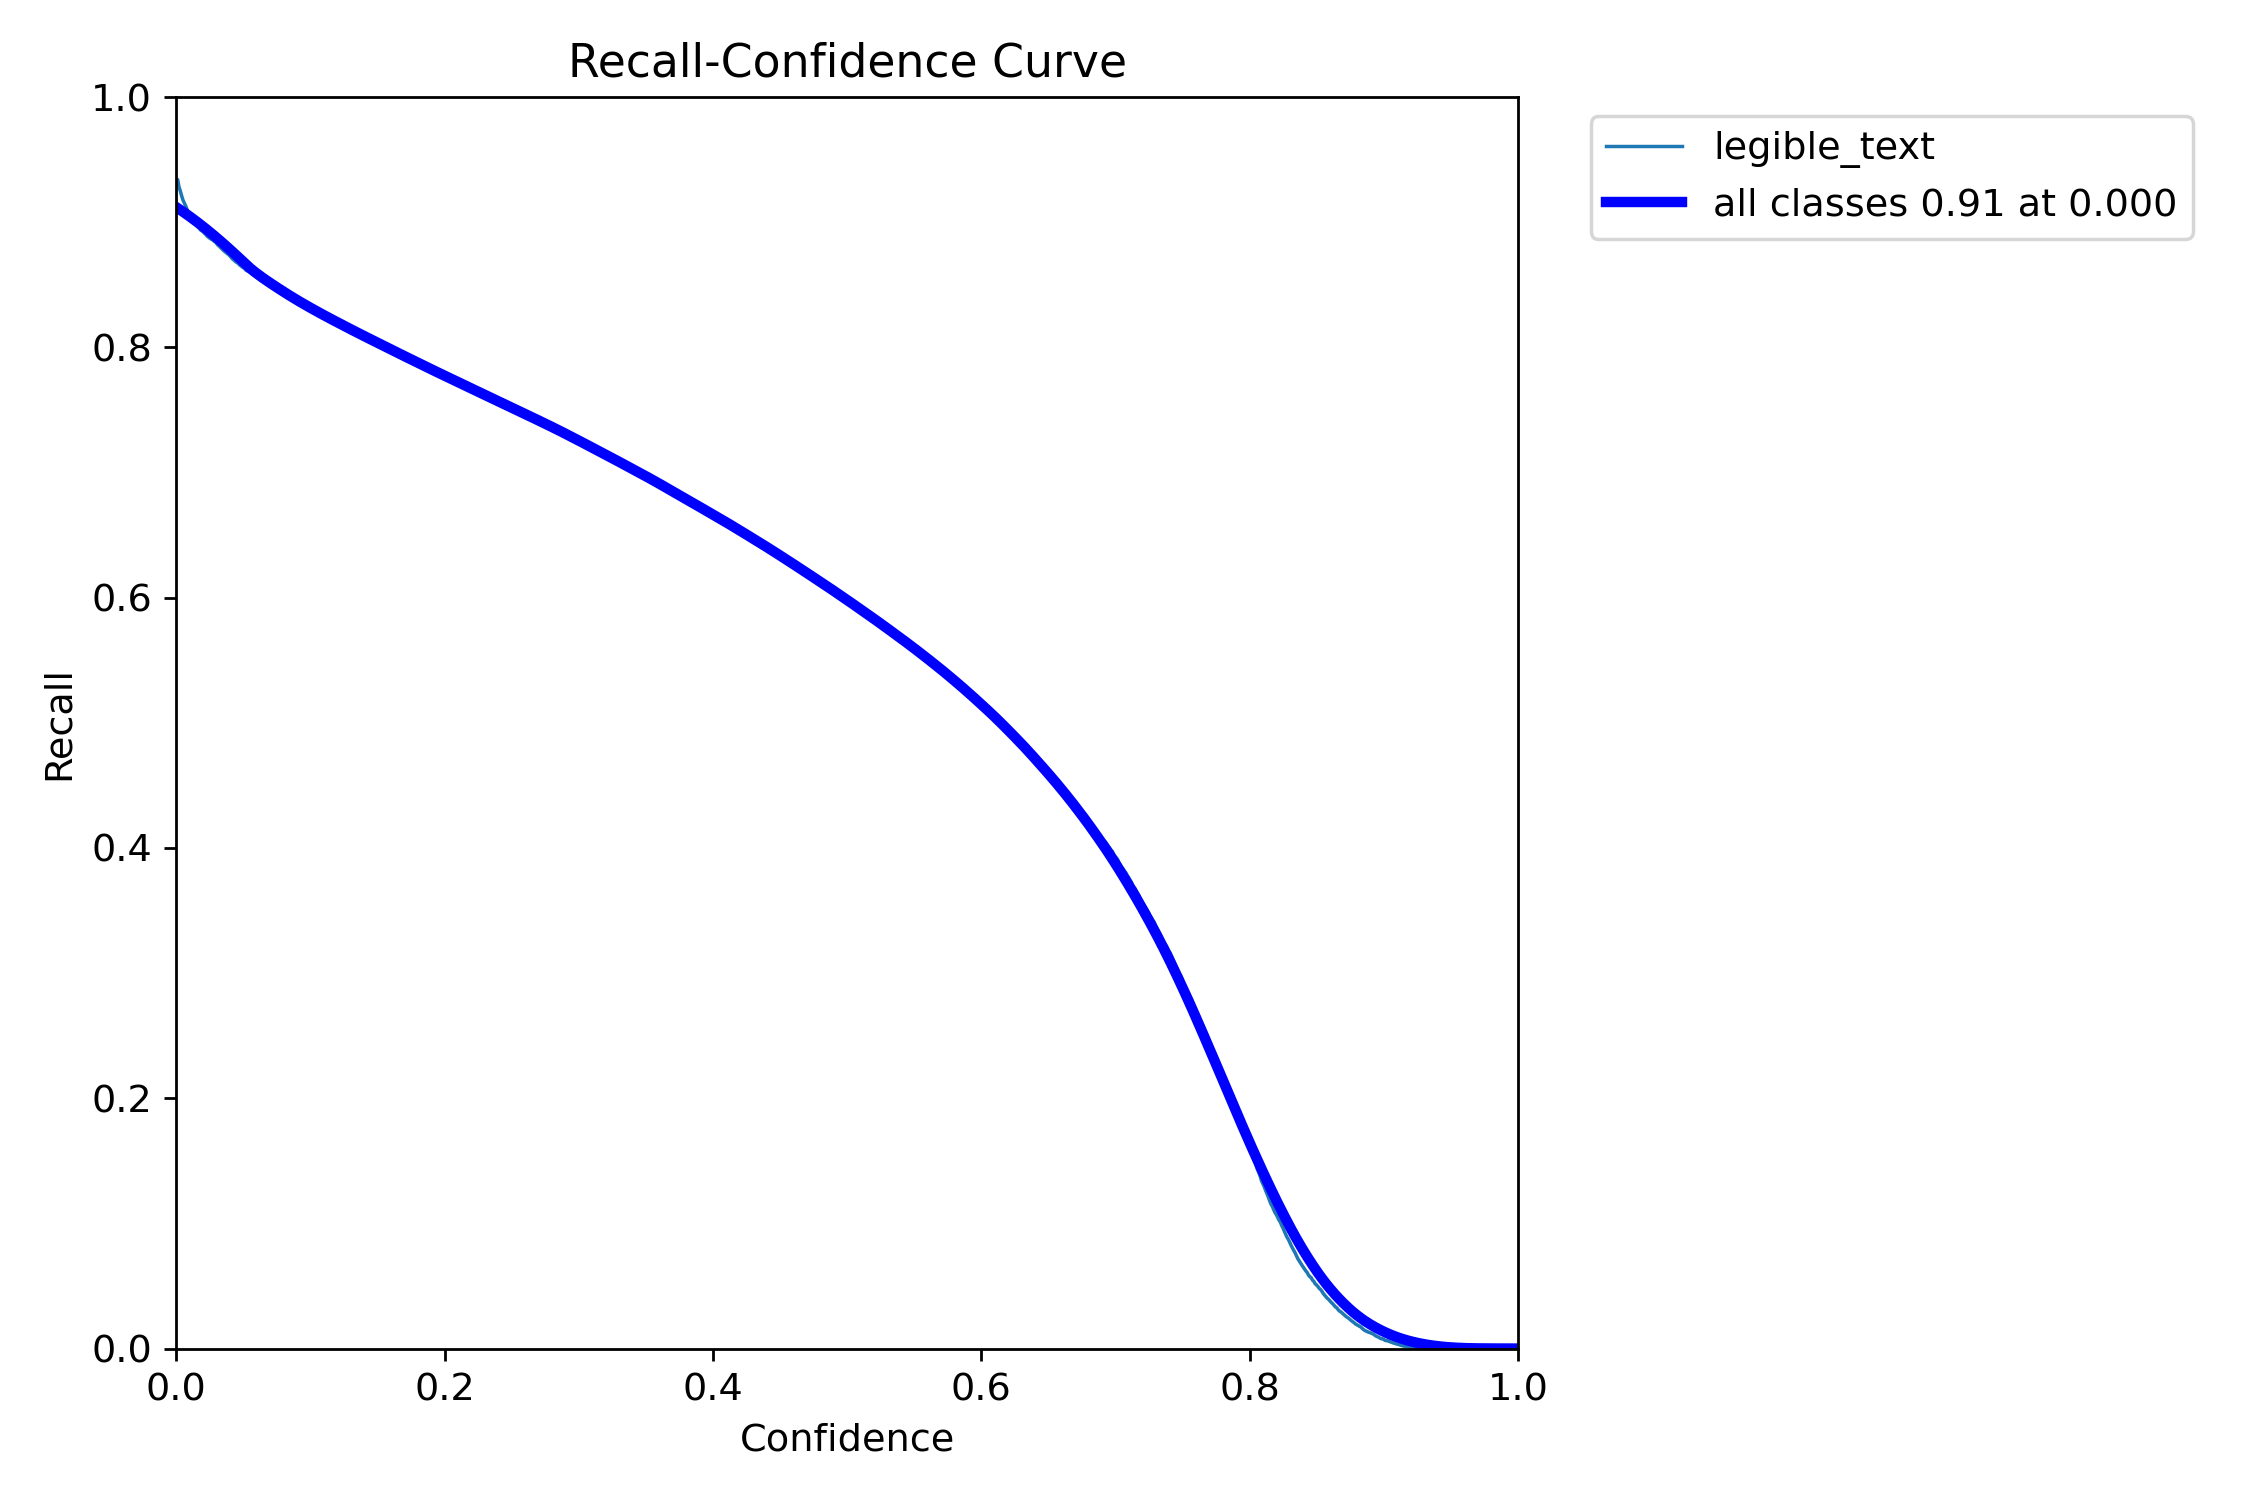 Recall-Confidence Curve
1.0
0.8
0.6
0.4
0.2
0.0
Recall
0.0 0.2 0.4 0.6 0.8 1.0
Confidence
legible_text
all classes 0.91 at 0.000